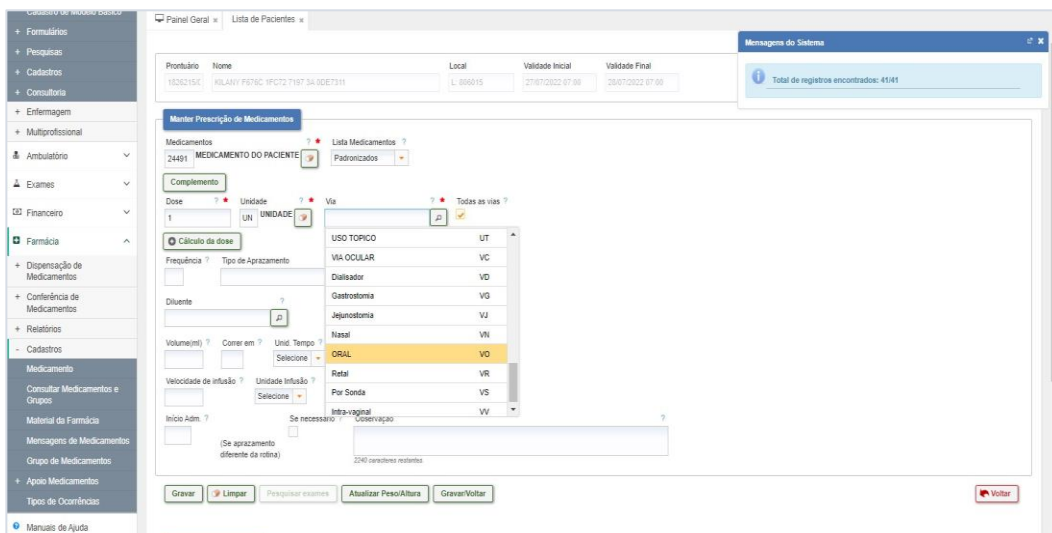 Cadastro de Modelo Básico
+ Formulários
+ Pesquisas
+ Cadastros
+ Consultoria
+ Enfermagem
+ Multiprofissional
Ambulatório
Exames
Financeiro
Farmácia
+ Dispensação de
Medicamentos
+ Conferência de
Medicamentos
+ Relatórios
- Cadastros
Medicamento
Consultar Medicamentos e
Grupos
Material da Farmácia
Mensagens de Medicamentos
Grupo de Medicamentos
+ Apoio Medicamentos
Tipos de Ocorrências
Manuais de Ajuda
Painel Geral x Lista de Pacientes x
Mensagens do Sistema
Total de registros encontrados: 41/41
Prontuário Nome Local Validade Inicial Validade Final
L: 006015 27/07/2022 07:00 28/07/2022 07:00
Manter Prescrição de Medicamentos
Medicamentos ? * Lista Medicamentos ?
24491 MEDICAMENTO DO PACIENTE Padronizados
Complemento
Dose ? * Unidade ? * Via ? * Todas as vias ?
1 UN UNIDADE
Cálculo da dose
USO TOPICO UT
VIA OCULAR VC
Dialisador VD
Gastrostomia VG
Jejunostomia VJ
Nasal VN
ORAL VO
Retal VR
Por Sonda VS
Intra-vaginal VV
Frequência ? Tipo de Aprazamento
Diluente ?
Volume(ml) ? Correr em ? Unid. Tempo ?
Selecione
Velocidade de infusão ? Unidade Infusão ?
Selecione
Início Adm. ? Se necessário ? Observação ?
(Se aprazamento
diferente da rotina)
2240 caracteres restantes
Gravar Limpar Pesquisar exames Atualizar Peso/Altura Gravar/Voltar Voltar